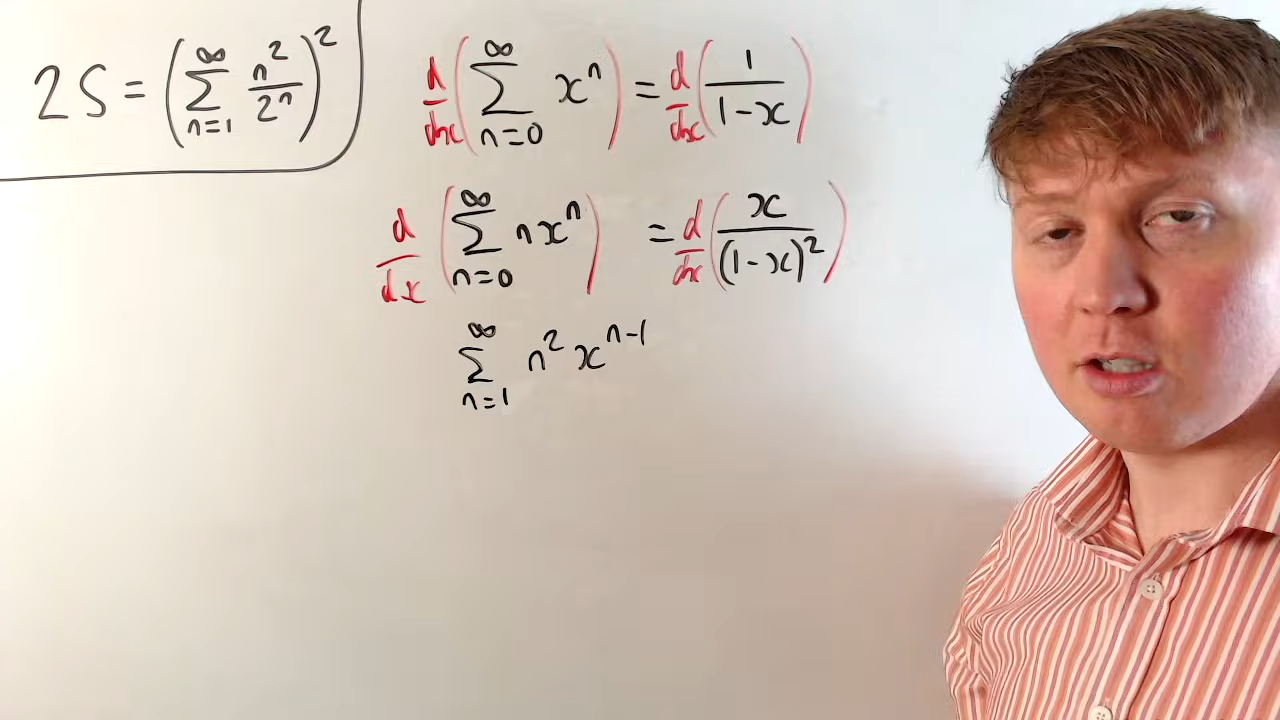 2S = (∑_{n=1}^{∞} n²/2ⁿ)²
d/dx (∑_{n=0}^{∞} xⁿ) = d/dx (1/(1-x))
d/dx (∑_{n=0}^{∞} nxⁿ) = d/dx (x/(1-x)²)
∑_{n=1}^{∞} n² x^{n-1}